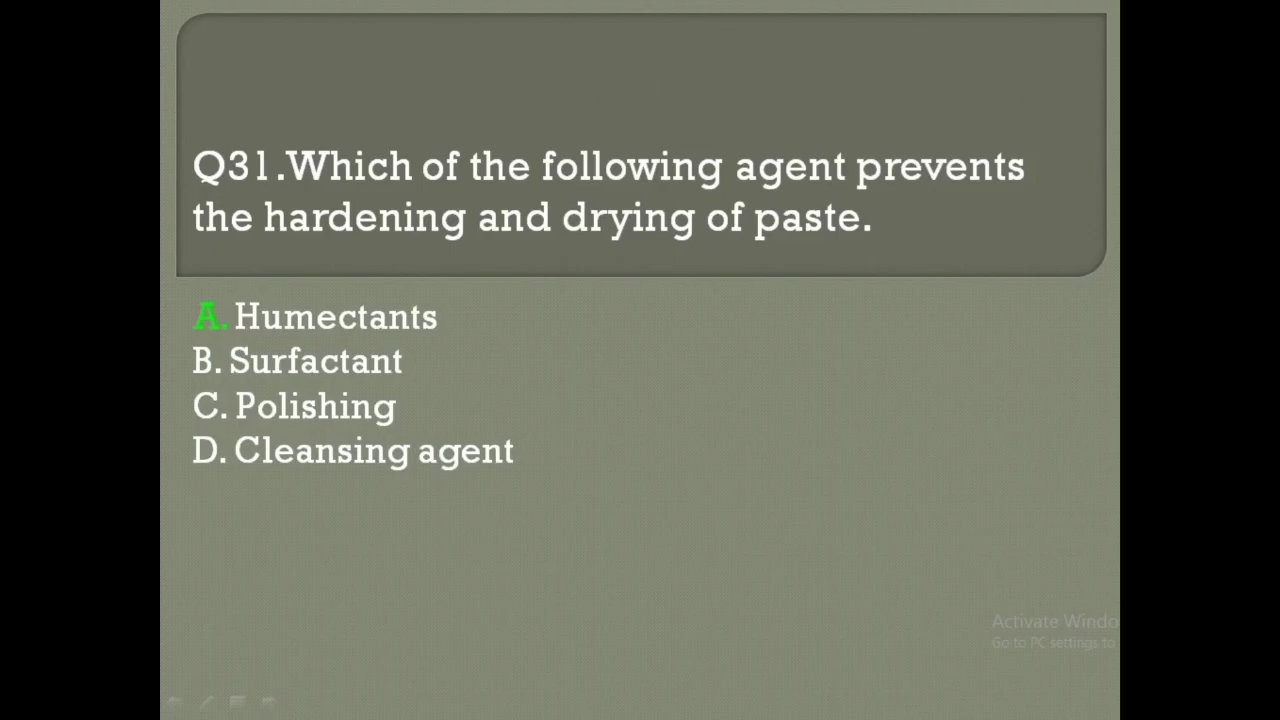 Q31.Which of the following agent prevents
the hardening and drying of paste.
A. Humectants
B. Surfactant
C. Polishing
D. Cleansing agent
Activate Windo
Go to PC settings to